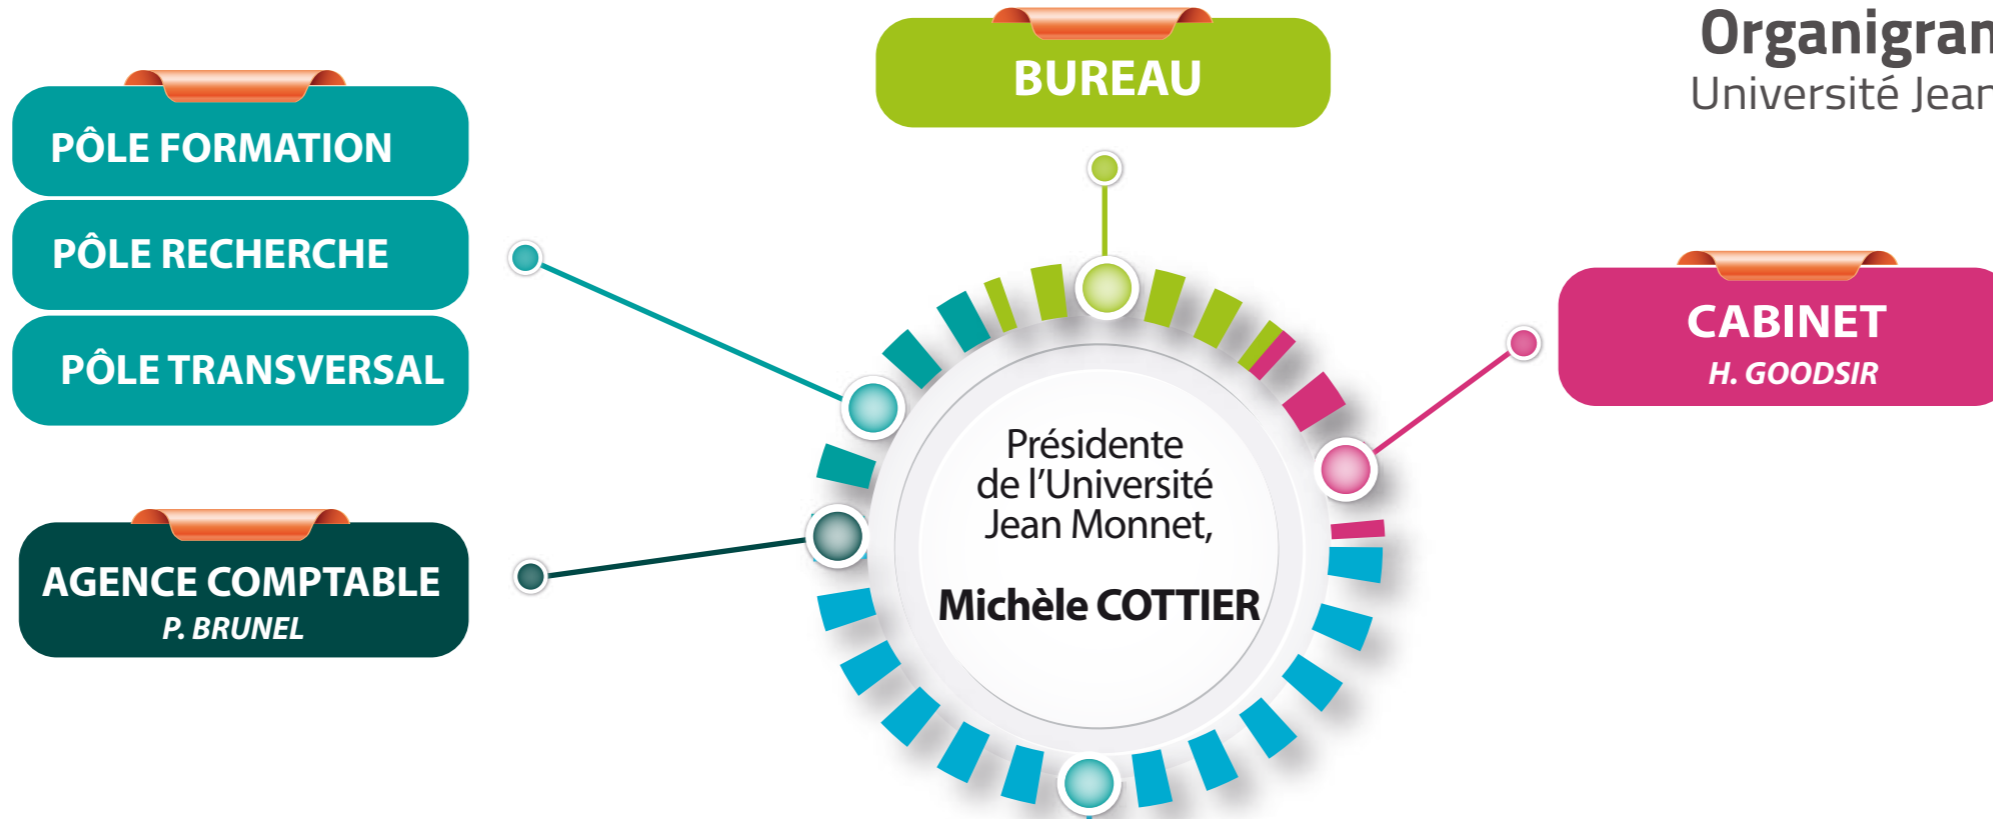 BUREAU
Organigram
Université Jean
PÔLE FORMATION
PÔLE RECHERCHE
PÔLE TRANSVERSAL
CABINET
H. GOODSIR
Présidente
de l'Université
Jean Monnet,
Michèle COTTIER
AGENCE COMPTABLE
P. BRUNEL